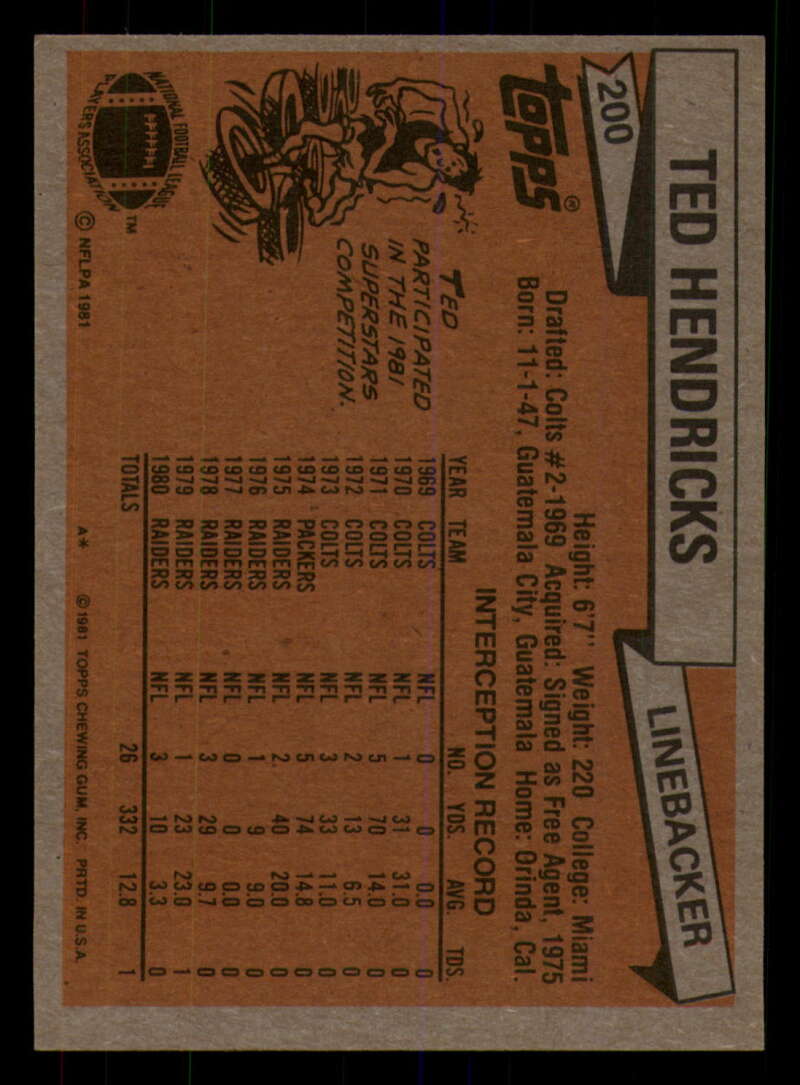 200
TED HENDRICKS
LINEBACKER
TOPPS®
Height: 6'7" Weight: 220 College: Miami
Drafted: Colts #2-1969 Acquired: Signed as Free Agent, 1975
Born: 11-1-47, Guatemala City, Guatemala Home: Orinda, Cal.
TED
PARTICIPATED
IN THE 1981
SUPERSTARS
COMPETITION.
INTERCEPTION RECORD
YEAR TEAM NO. YDS. AVG. TDS.
1969 COLTS NFL 0 0 0.0 0
1970 COLTS NFL 1 31 31.0 0
1971 COLTS NFL 5 70 14.0 0
1972 COLTS NFL 2 13 6.5 0
1973 COLTS NFL 3 33 11.0 0
1974 PACKERS NFL 5 74 14.8 0
1975 RAIDERS NFL 2 40 20.0 0
1976 RAIDERS NFL 1 9 9.0 0
1977 RAIDERS NFL 0 0 0.0 0
1978 RAIDERS NFL 3 29 9.7 0
1979 RAIDERS NFL 1 23 23.0 1
1980 RAIDERS NFL 3 10 3.3 0
TOTALS 26 332 12.8 1
NATIONAL FOOTBALL LEAGUE
PLAYERS ASSOCIATION
TM
© NFLPA 1981
A* ©1981 TOPPS CHEWING GUM, INC. PRTD. IN U.S.A.